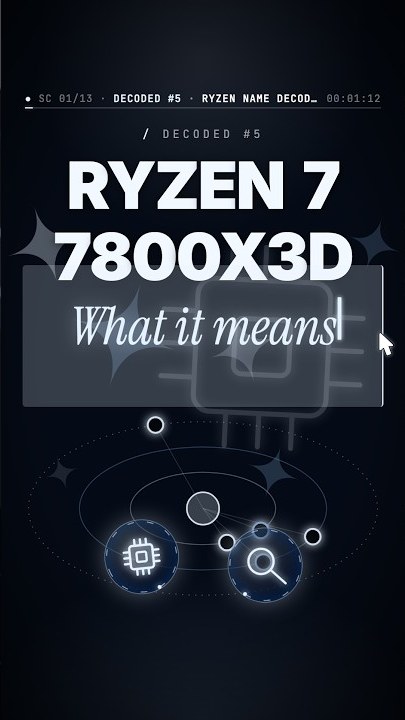 SC 01/13 · DECODED #5 · RYZEN NAME DECOD… 00:01:12
/ DECODED #5
RYZEN 7
7800X3D
What it means